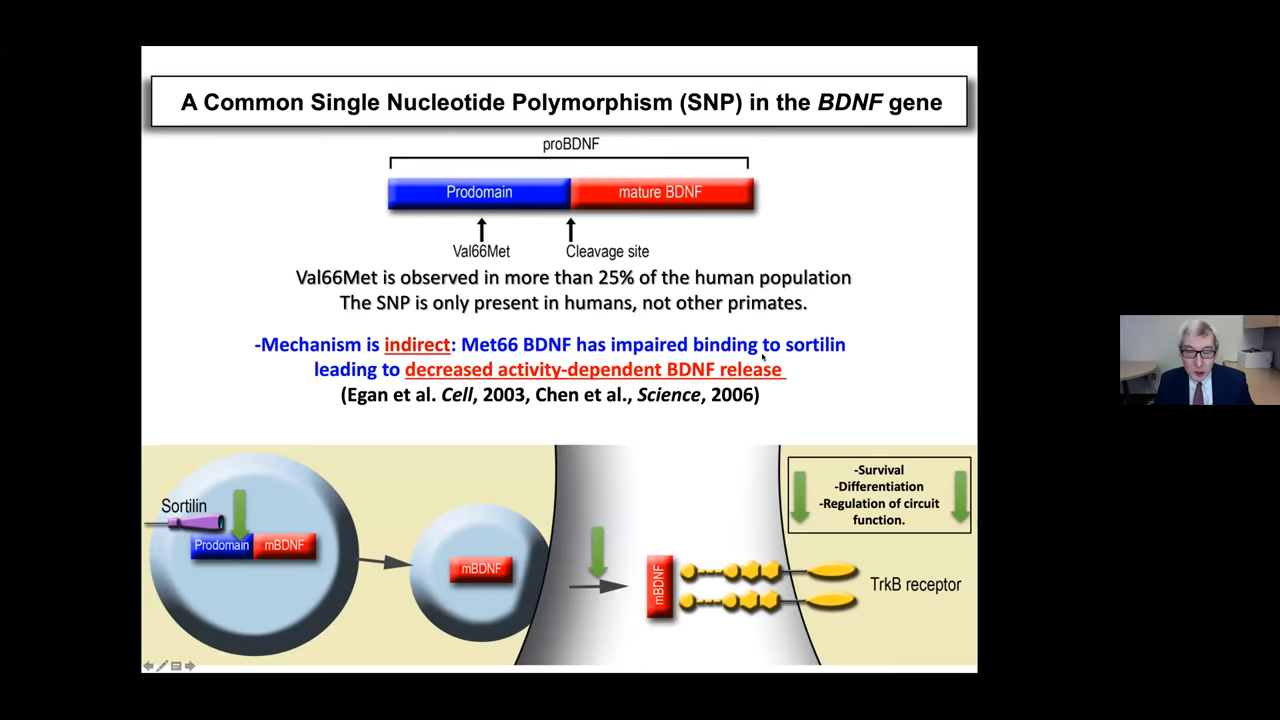 A Common Single Nucleotide Polymorphism (SNP) in the BDNF gene
proBDNF
Prodomain
mature BDNF
Val66Met
Cleavage site
Val66Met is observed in more than 25% of the human population
The SNP is only present in humans, not other primates.
-Mechanism is indirect: Met66 BDNF has impaired binding to sortilin
leading to decreased activity-dependent BDNF release
(Egan et al. Cell, 2003, Chen et al., Science, 2006)
Sortilin
Prodomain
mBDNF
mBDNF
mBDNF
-Survival
-Differentiation
-Regulation of circuit
function.
TrkB receptor